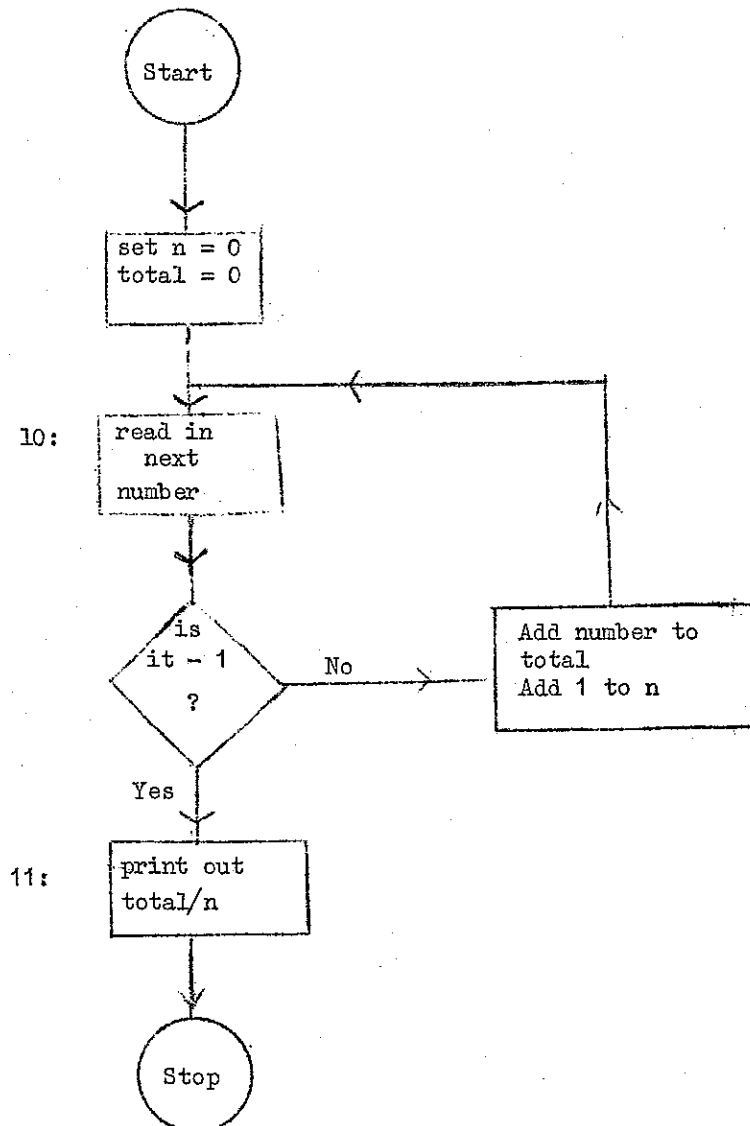 Start
set n = 0
total = 0
10:
read in
next
number
is
it - 1
?
No
Add number to
total
Add 1 to n
Yes
11:
print out
total/n
Stop